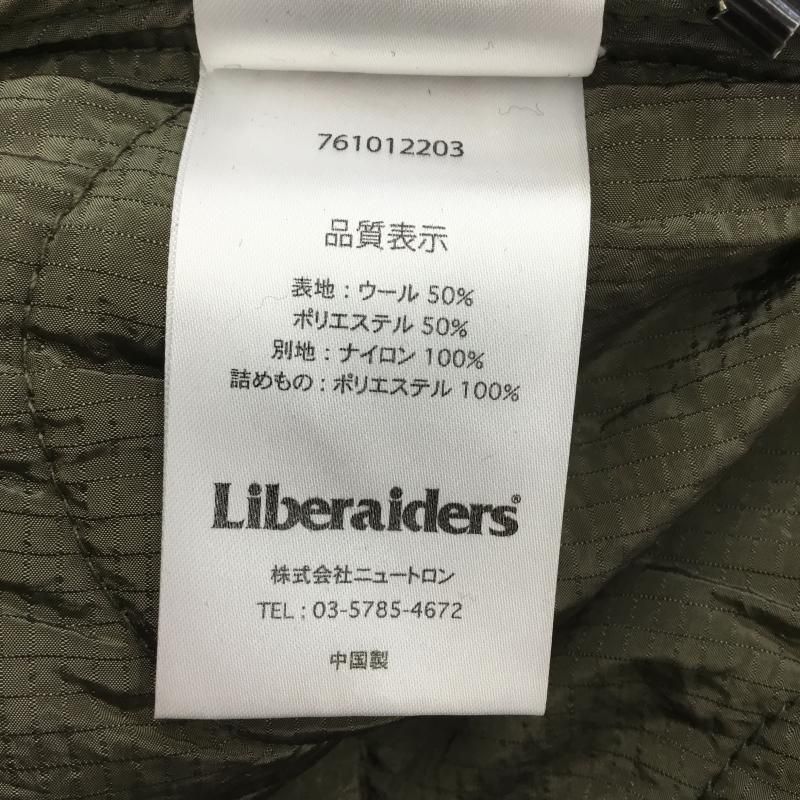 761012203
品質表示
表地 : ウール 50%
ポリエステル 50%
別地 : ナイロン 100%
詰めもの : ポリエステル 100%
Liberaiders®
株式会社ニュートロン
TEL : 03-5785-4672
中国製